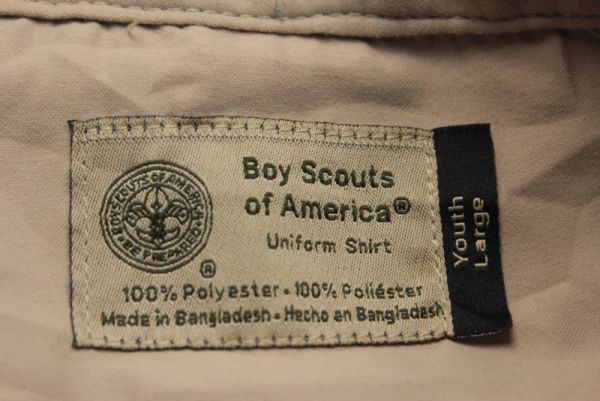 BOY SCOUTS OF AMERICA
BE PREPARED
®
Boy Scouts
of America®
Uniform Shirt
100% Polyester • 100% Poliéster
Made in Bangladesh • Hecho en Bangladesh
Youth
Large